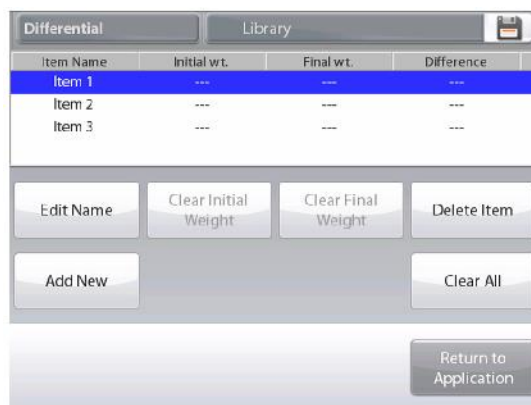 Differential Library
Item Name Initial wt. Final wt. Difference
Item 1 --- --- ---
Item 2 --- --- ---
Item 3 --- --- ---
Edit Name
Clear Initial
Weight
Clear Final
Weight
Delete Item
Add New
Clear All
Return to
Application